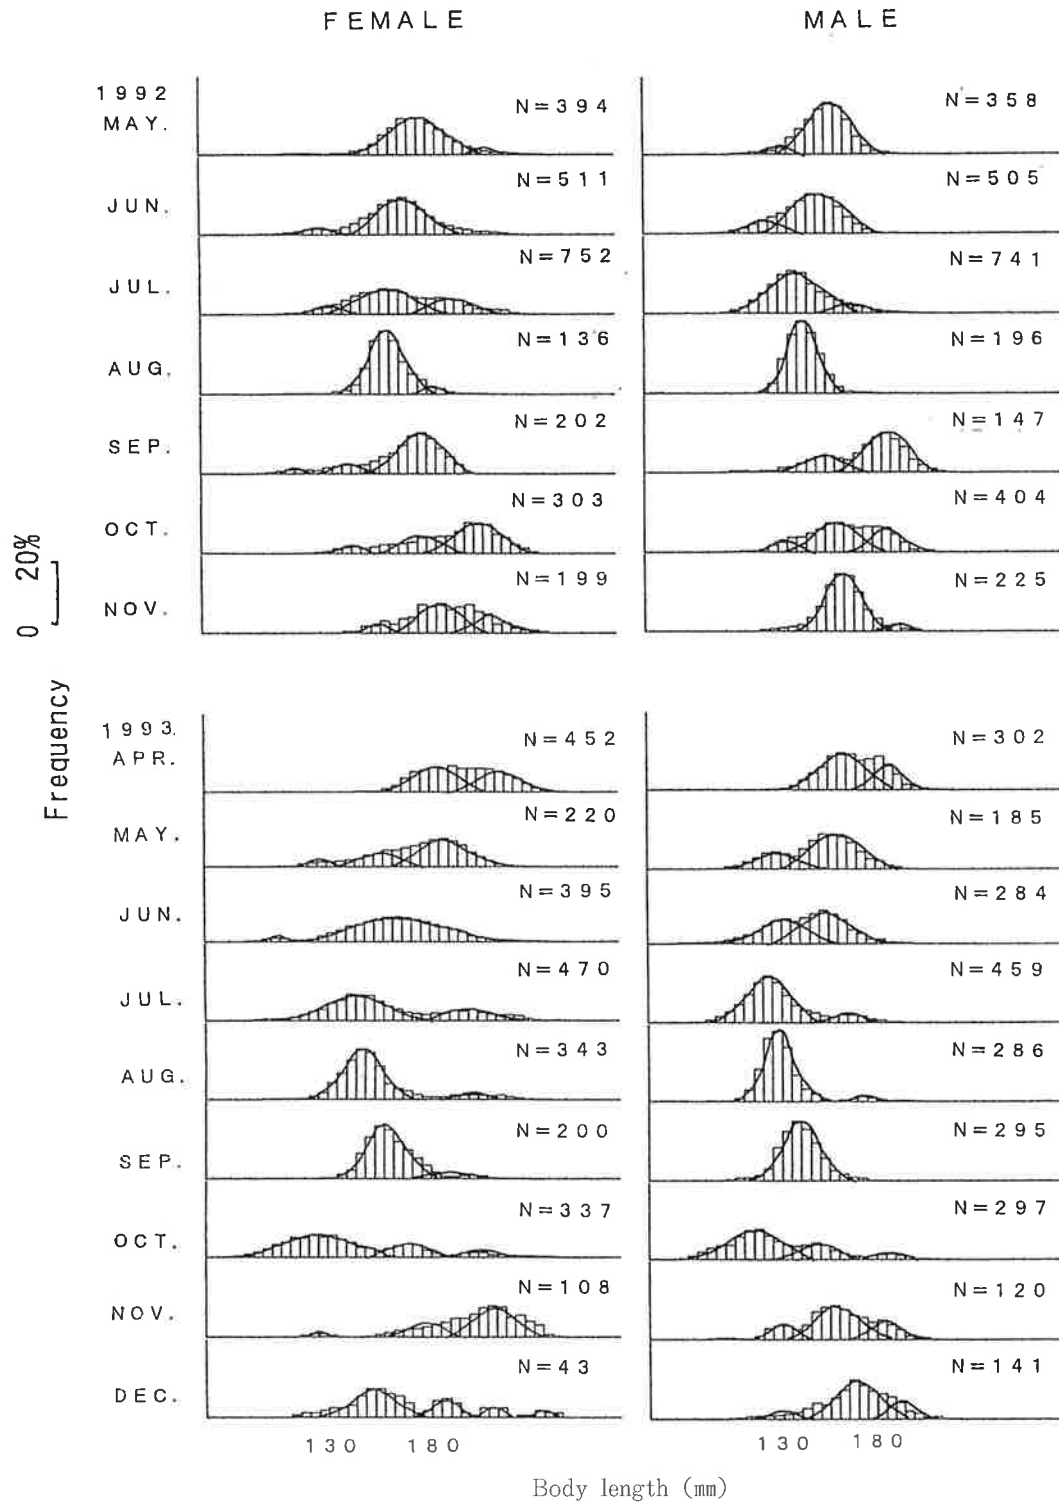 FEMALE MALE
1992
MAY. N=394 N=358
JUN. N=511 N=505
JUL. N=752 N=741
AUG. N=136 N=196
SEP. N=202 N=147
OCT. N=303 N=404
NOV. N=199 N=225
0 20%
Frequency
1993.
APR. N=452 N=302
MAY. N=220 N=185
JUN. N=395 N=284
JUL. N=470 N=459
AUG. N=343 N=286
SEP. N=200 N=295
OCT. N=337 N=297
NOV. N=108 N=120
DEC. N=43 N=141
130 180 130 180
Body length (mm)